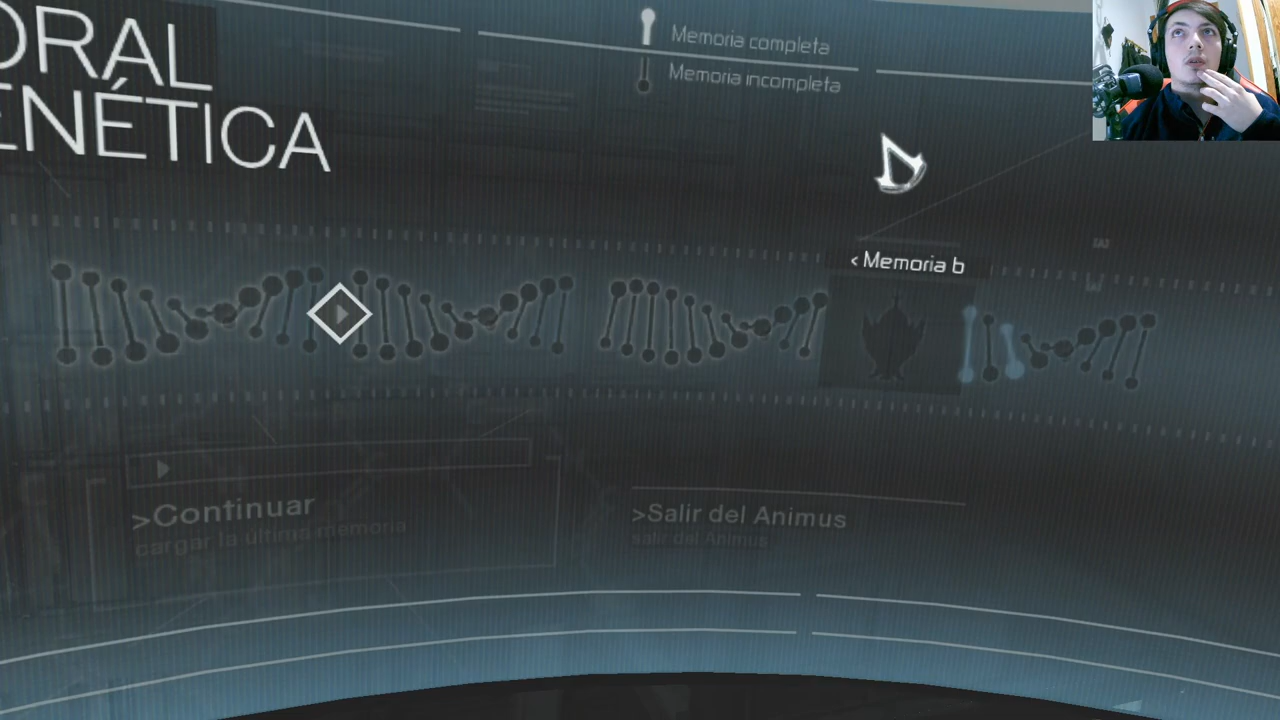 ORAL
ENÉTICA
Memoria completa
Memoria incompleta
< Memoria b
>Continuar
cargar la última memoria
>Salir del Animus
salir del Animus